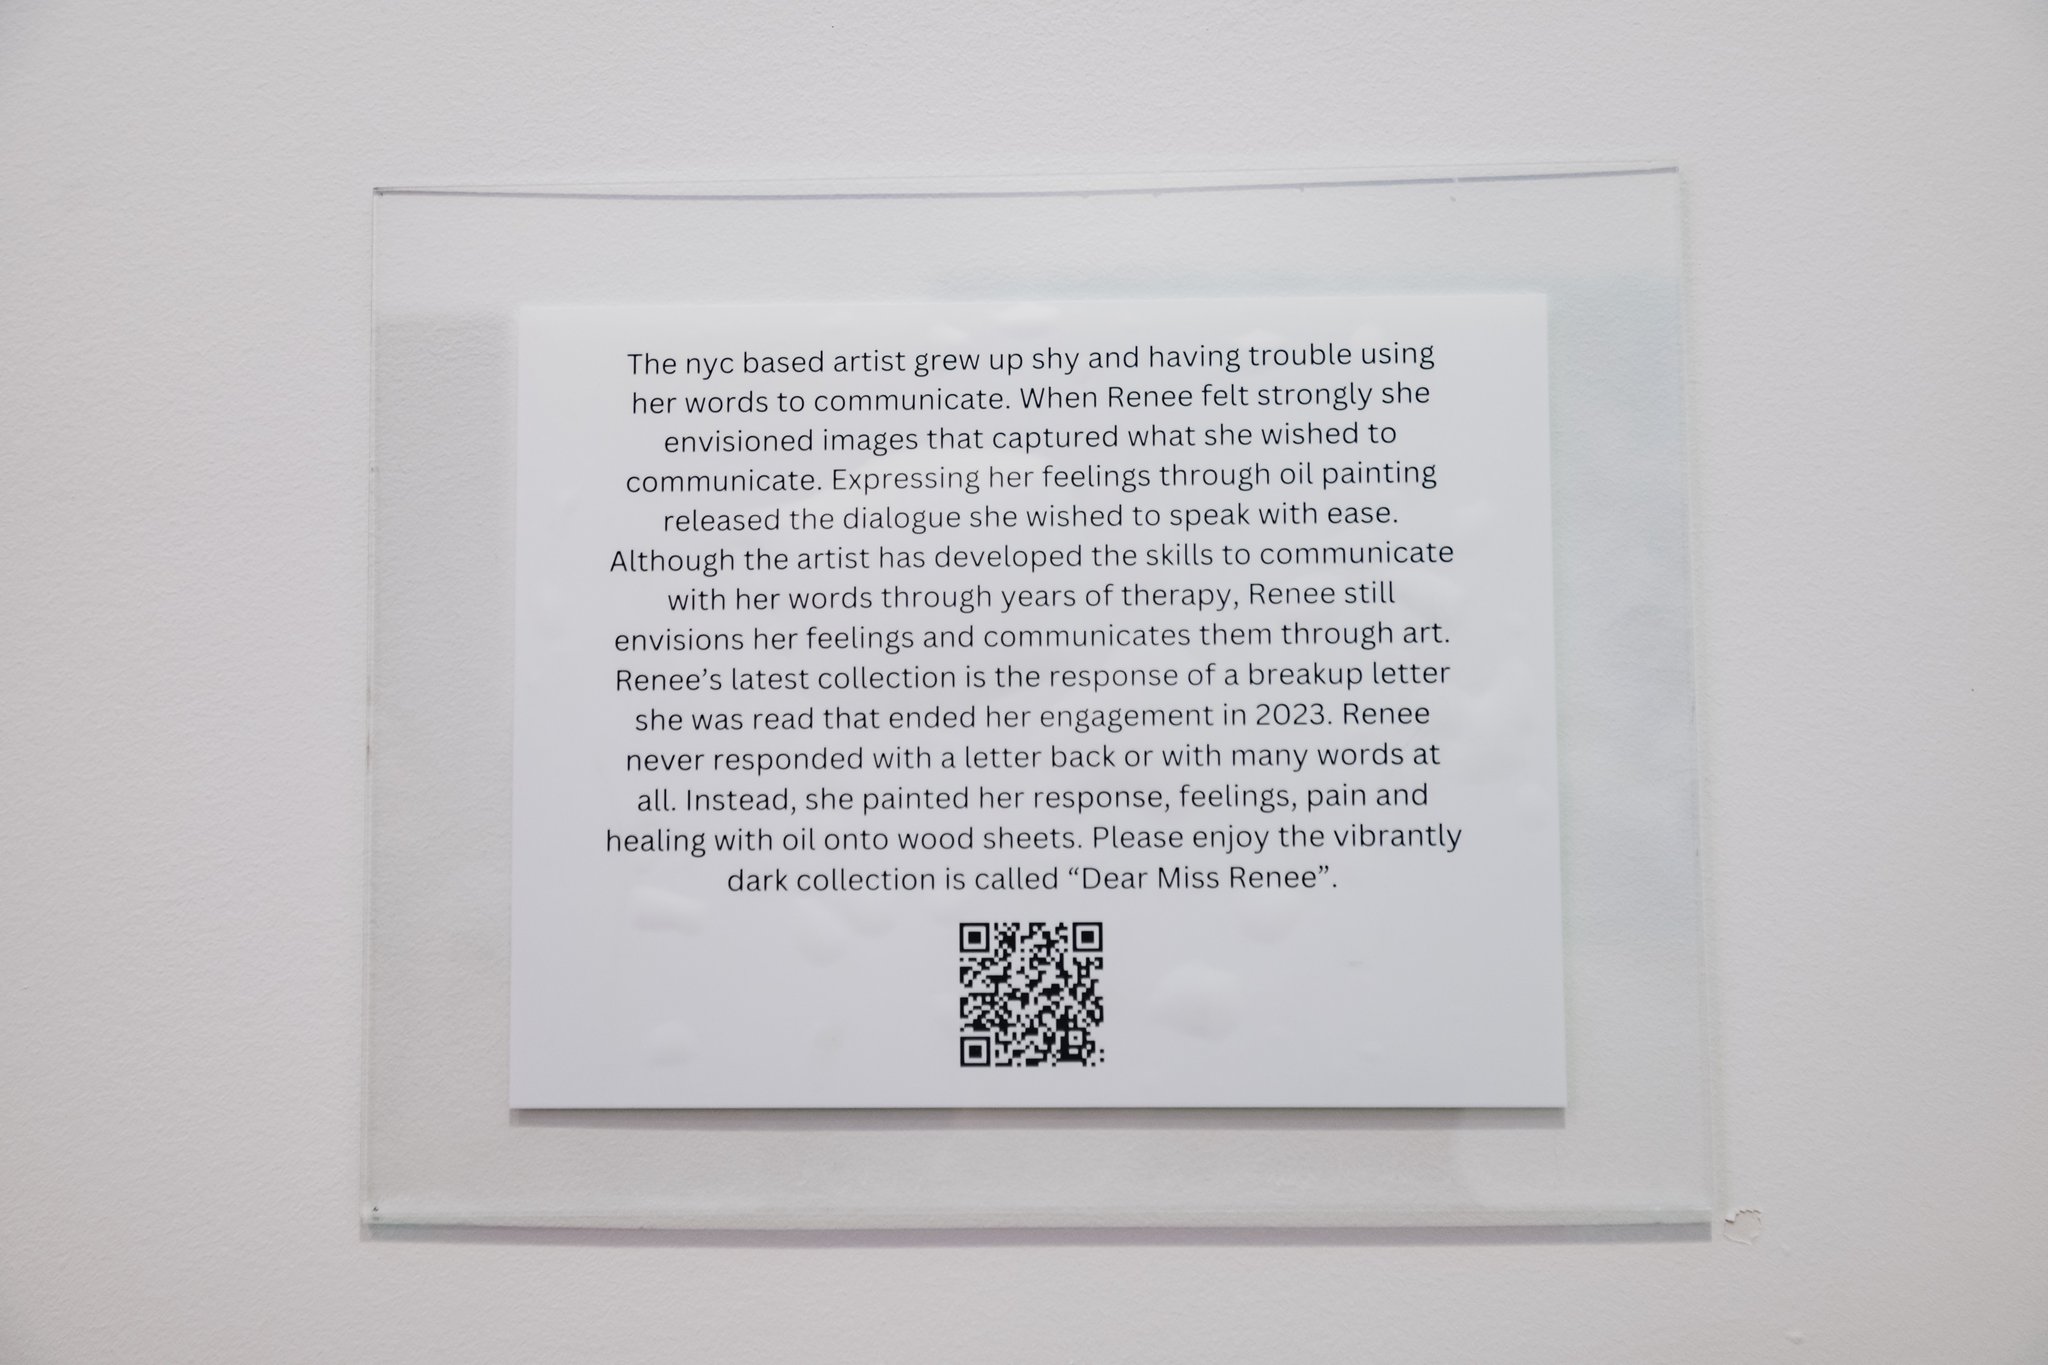 The nyc based artist grew up shy and having trouble using
her words to communicate. When Renee felt strongly she
envisioned images that captured what she wished to
communicate. Expressing her feelings through oil painting
released the dialogue she wished to speak with ease.
Although the artist has developed the skills to communicate
with her words through years of therapy, Renee still
envisions her feelings and communicates them through art.
Renee’s latest collection is the response of a breakup letter
she was read that ended her engagement in 2023. Renee
never responded with a letter back or with many words at
all. Instead, she painted her response, feelings, pain and
healing with oil onto wood sheets. Please enjoy the vibrantly
dark collection is called “Dear Miss Renee”.